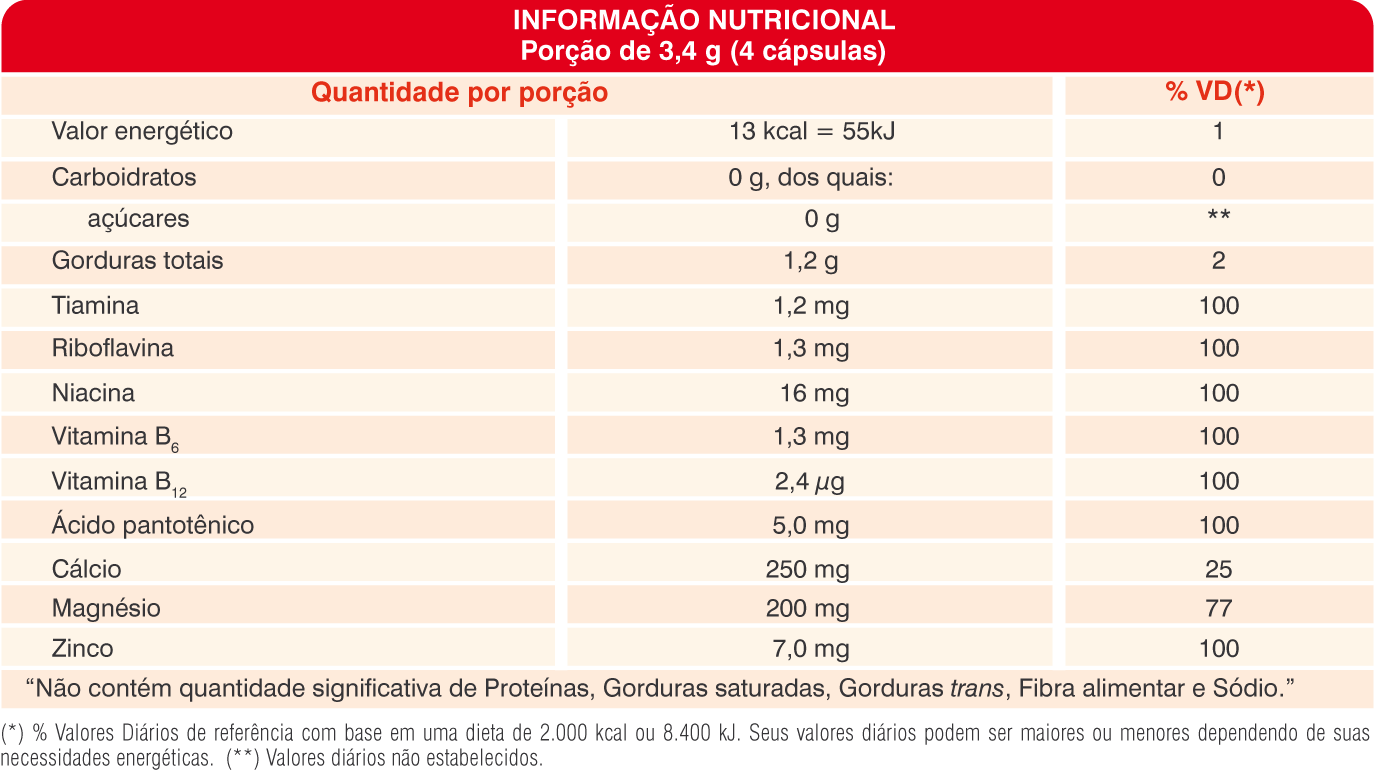 INFORMAÇÃO NUTRICIONAL
Porção de 3,4 g (4 cápsulas)
Quantidade por porção % VD(*)
Valor energético 13 kcal = 55kJ 1
Carboidratos 0 g, dos quais: 0
açúcares 0 g **
Gorduras totais 1,2 g 2
Tiamina 1,2 mg 100
Riboflavina 1,3 mg 100
Niacina 16 mg 100
Vitamina B6 1,3 mg 100
Vitamina B12 2,4 µg 100
Ácido pantotênico 5,0 mg 100
Cálcio 250 mg 25
Magnésio 200 mg 77
Zinco 7,0 mg 100
“Não contém quantidade significativa de Proteínas, Gorduras saturadas, Gorduras trans, Fibra alimentar e Sódio.”
(*) % Valores Diários de referência com base em uma dieta de 2.000 kcal ou 8.400 kJ. Seus valores diários podem ser maiores ou menores dependendo de suas
necessidades energéticas. (**) Valores diários não estabelecidos.